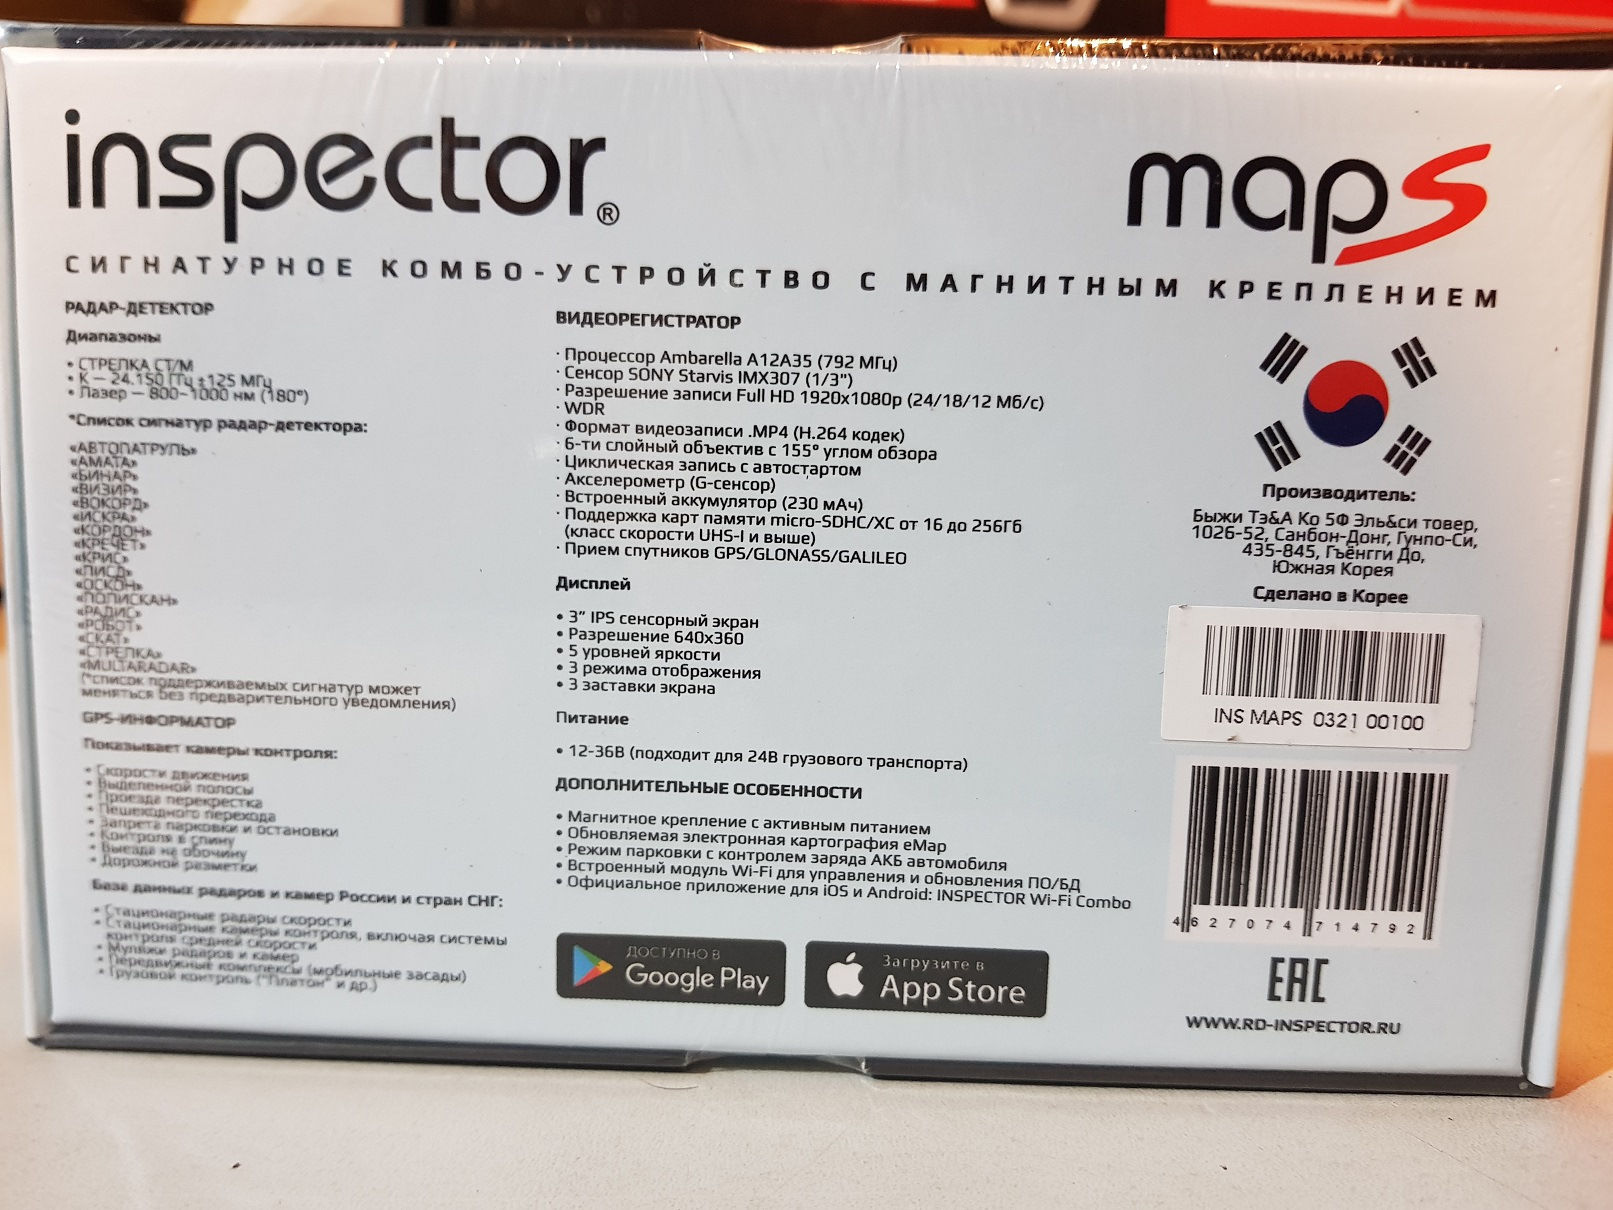 inspector®
mapS
СИГНАТУРНОЕ КОМБО-УСТРОЙСТВО С МАГНИТНЫМ КРЕПЛЕНИЕМ
РАДАР-ДЕТЕКТОР
Диапазоны
• СТРЕЛКА СТ/М
• К — 24.150 ГГц ±125 МГц
• Лазер — 800-1000 нм (180°)
*Список сигнатур радар-детектора:
«АВТОПАТРУЛЬ»
«АМАТА»
«БИНАР»
«ВИЗИР»
«ВОКОРД»
«ИСКРА»
«КОРДОН»
«КРЕЧЕТ»
«КРИС»
«ЛИСД»
«ОСКОН»
«ПОЛИСКАН»
«РАДИС»
«РОБОТ»
«СКАТ»
«СТРЕЛКА»
«MULTARADAR»
(*список поддерживаемых сигнатур может
меняться без предварительного уведомления)
GPS-ИНФОРМАТОР
Показывает камеры контроля:
• Скорости движения
• Выделенной полосы
• Проезда перекрестка
• Пешеходного перехода
• Запрета парковки и остановки
• Контроля в спину
• Выезда на обочину
• Дорожной разметки
База данных радаров и камер России и стран СНГ:
• Стационарные радары скорости
• Стационарные камеры контроля, включая системы
контроля средней скорости
• Муляжи радаров и камер
• Передвижные комплексы (мобильные засады)
• Грузовой контроль ("Платон" и др.)
ВИДЕОРЕГИСТРАТОР
· Процессор Ambarella A12A35 (792 МГц)
· Сенсор SONY Starvis IMX307 (1/3")
· Разрешение записи Full HD 1920x1080p (24/18/12 Мб/с)
· WDR
· Формат видеозаписи .MP4 (H.264 кодек)
· 6-ти слойный объектив с 155° углом обзора
· Циклическая запись с автостартом
· Акселерометр (G-сенсор)
· Встроенный аккумулятор (230 мАч)
· Поддержка карт памяти micro-SDHC/XC от 16 до 256Гб
(класс скорости UHS-I и выше)
· Прием спутников GPS/GLONASS/GALILEO
Дисплей
• 3” IPS сенсорный экран
• Разрешение 640x360
• 5 уровней яркости
• 3 режима отображения
• 3 заставки экрана
Питание
• 12-36В (подходит для 24В грузового транспорта)
ДОПОЛНИТЕЛЬНЫЕ ОСОБЕННОСТИ
• Магнитное крепление с активным питанием
• Обновляемая электронная картография eMap
• Режим парковки с контролем заряда АКБ автомобиля
• Встроенный модуль Wi-Fi для управления и обновления ПО/БД
• Официальное приложение для iOS и Android: INSPECTOR Wi-Fi Combo
ДОСТУПНО В
Google Play
Загрузите в
App Store
Производитель:
Быжи Тэ&А Ко 5Ф Эль&си товер,
1026-52, Санбон-Донг, Гунпо-Си,
435-845, Гъёнгги До,
Южная Корея
Сделано в Корее
INS MAPS 0321 00100
4 627074 714792
EAC
WWW.RD-INSPECTOR.RU